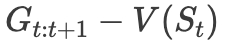 G_{t:t+1} − V(S_t)